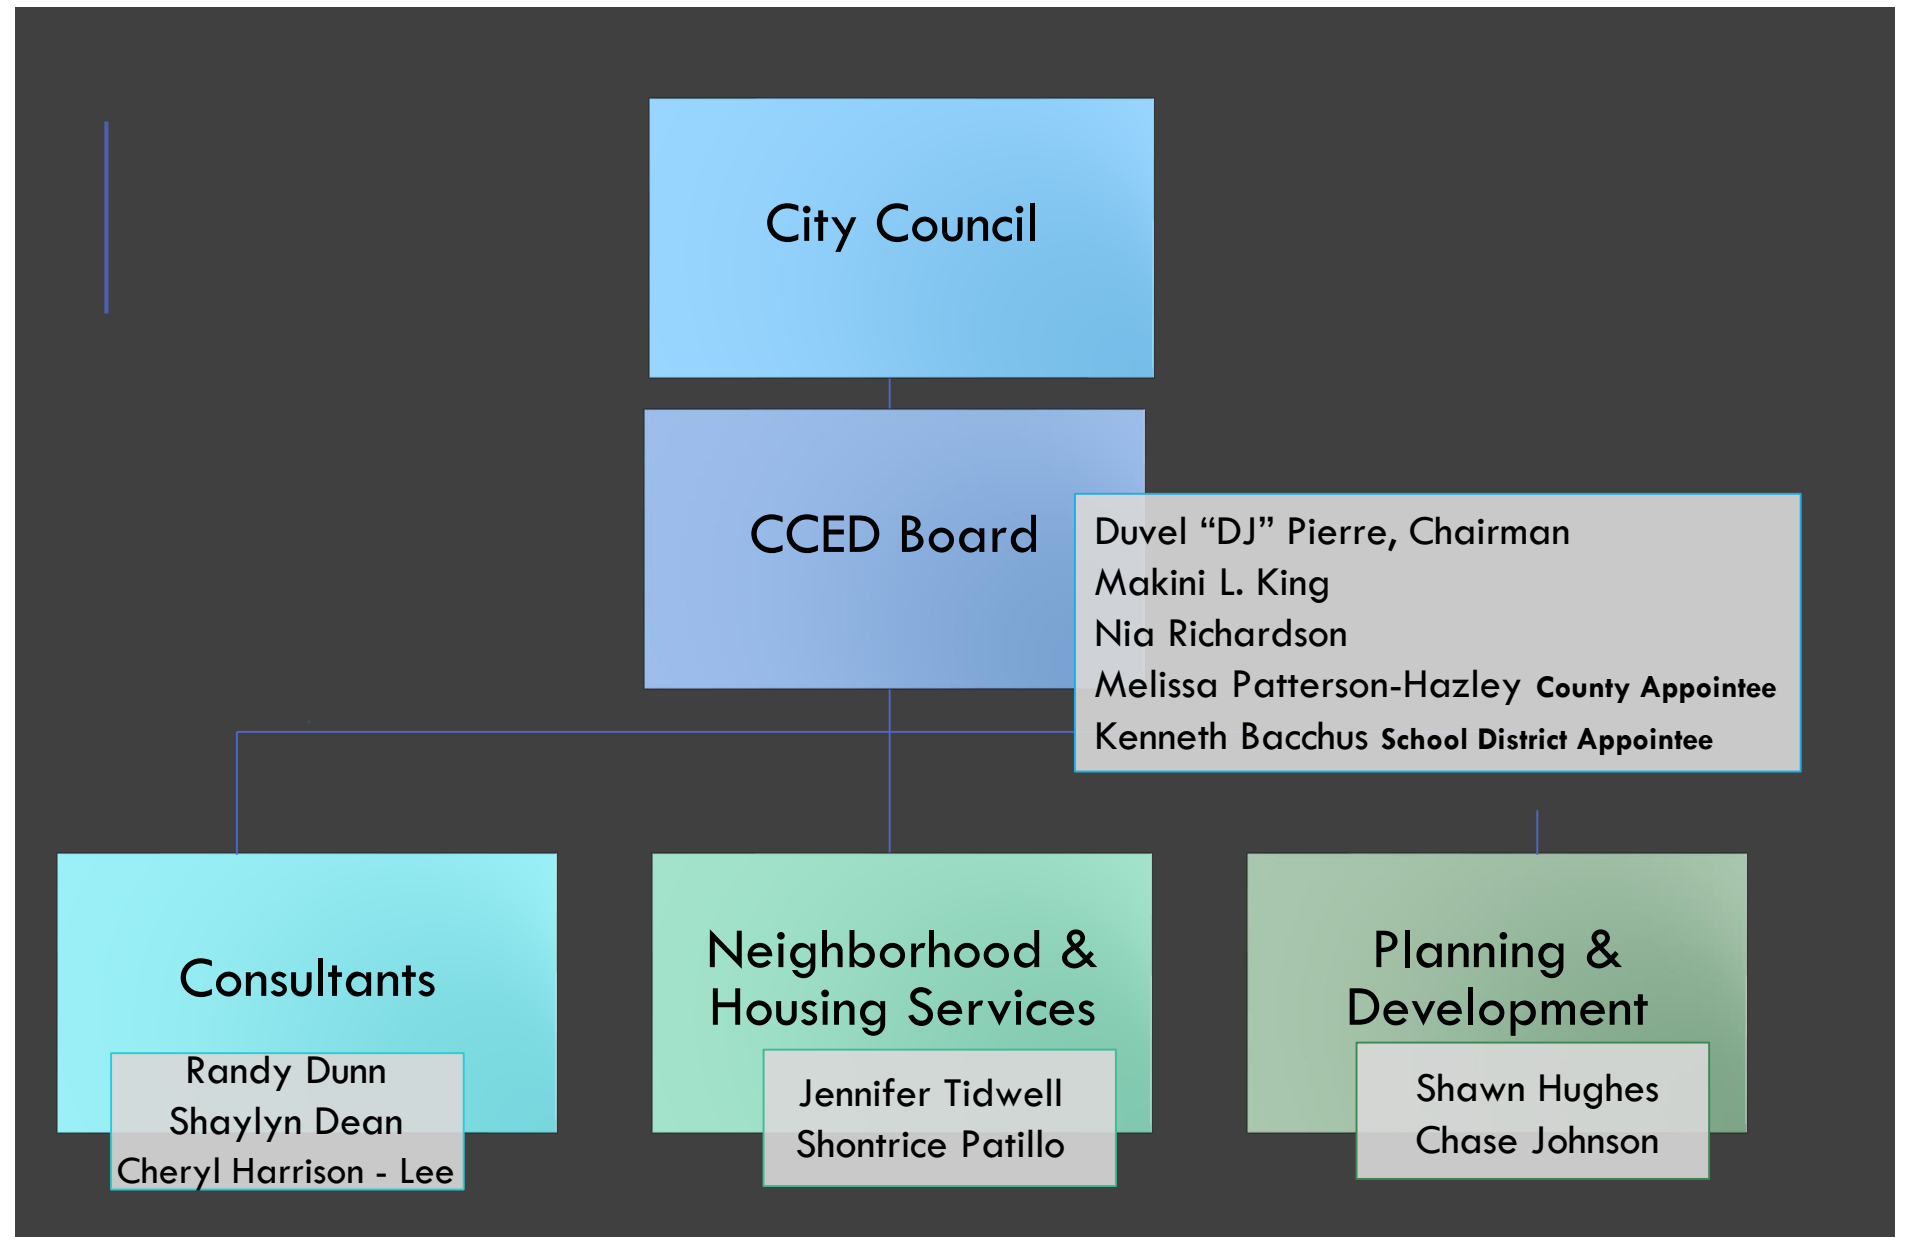 City Council
CCED Board
Duvel “DJ” Pierre, Chairman
Makini L. King
Nia Richardson
Melissa Patterson-Hazley County Appointee
Kenneth Bacchus School District Appointee
Consultants
Randy Dunn
Shaylyn Dean
Cheryl Harrison - Lee
Neighborhood &
Housing Services
Jennifer Tidwell
Shontrice Patillo
Planning &
Development
Shawn Hughes
Chase Johnson